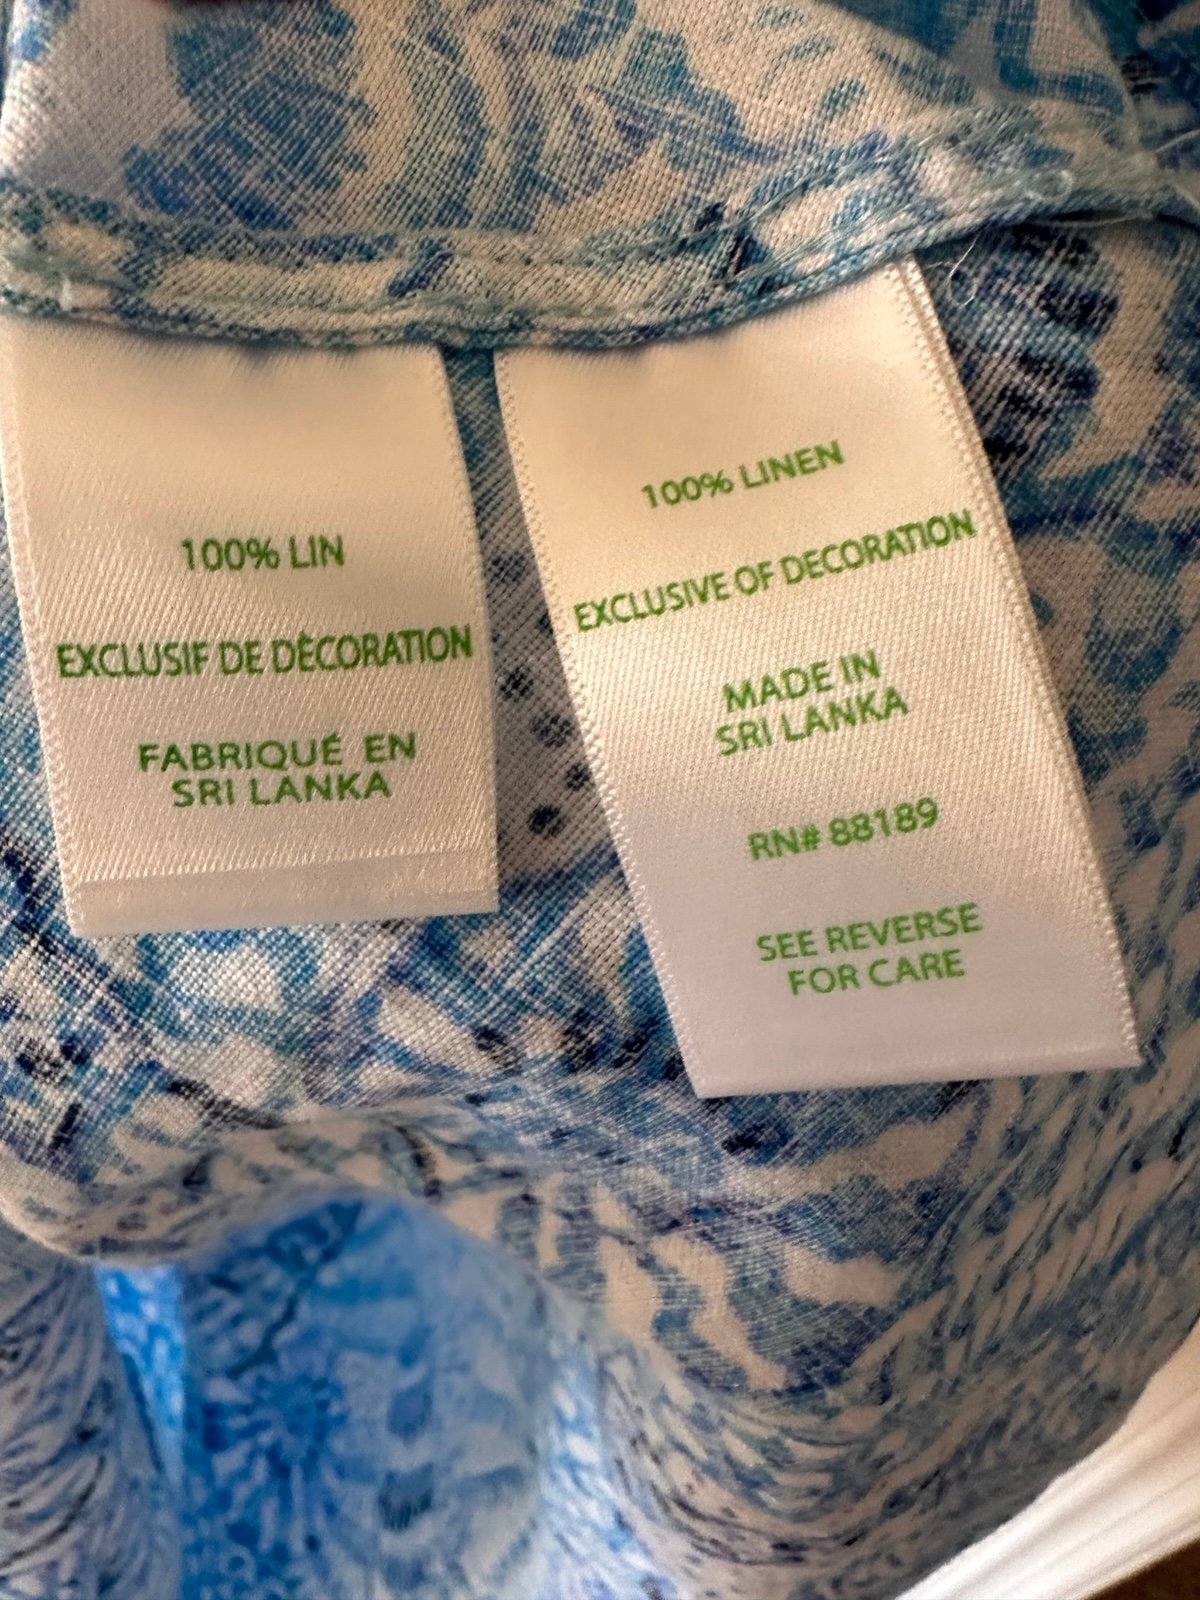 100% LIN
EXCLUSIF DE DÉCORATION
FABRIQUÉ EN
SRI LANKA
100% LINEN
EXCLUSIVE OF DECORATION
MADE IN
SRI LANKA
RN# 88189
SEE REVERSE
FOR CARE